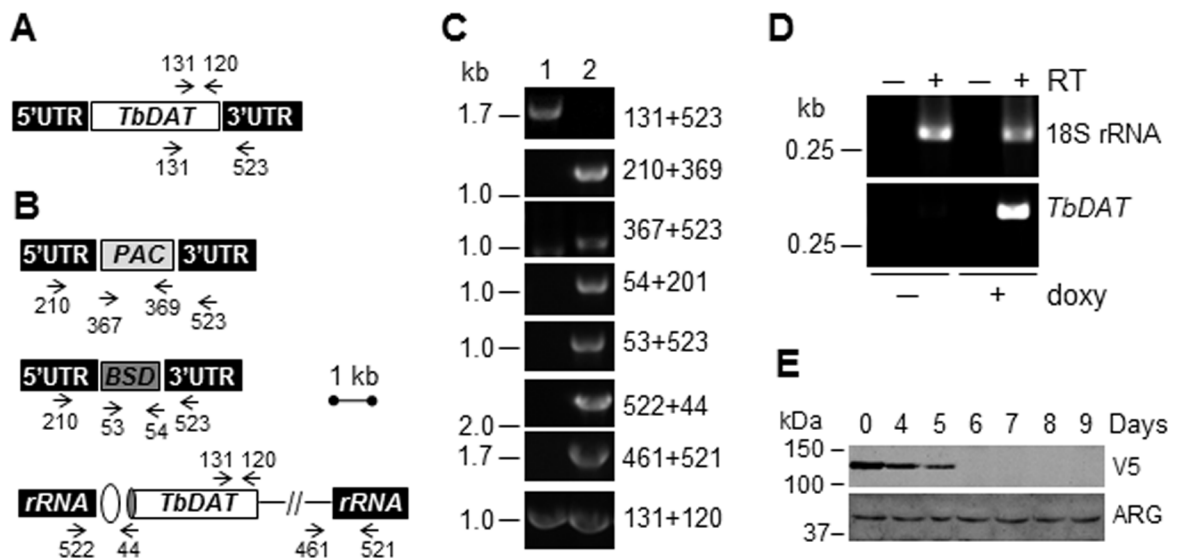 A
131 120
5'UTR TbDAT 3'UTR
131 523
B
5'UTR PAC 3'UTR
210 367 369 523
5'UTR BSD 3'UTR
1 kb
210 53 54 523
131 120
rRNA TbDAT // rRNA
522 44 461 521
C
kb 1 2
1.7 131+523
1.0 210+369
1.0 367+523
1.0 54+201
1.0 53+523
2.0 522+44
1.7 461+521
1.0 131+120
D
— + — + RT
kb
0.25 18S rRNA
0.25 TbDAT
— + doxy
E
kDa 0 4 5 6 7 8 9 Days
150
100 V5
37 ARG